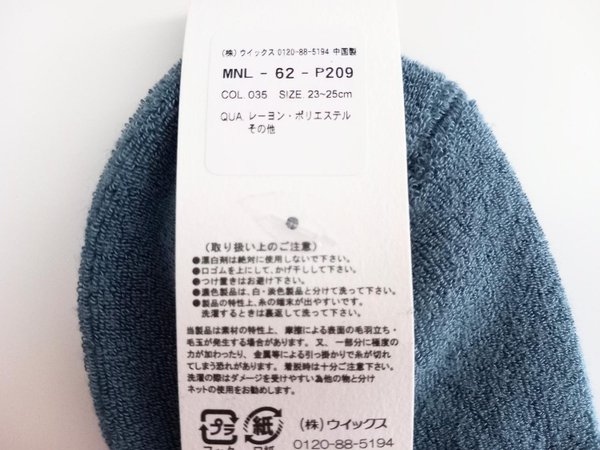 (株) ウイックス 0120-88-5194 中国製
MNL - 62 - P209
COL. 035 SIZE. 23~25cm
QUA. レーヨン・ポリエステル
その他
〈取り扱い上のご注意〉
●漂白剤は絶対に使用しないで下さい。
●口ゴムを上にして、かげ干しして下さい。
●つけ置きはお避け下さい。
●濃色製品は、白・淡色製品と分けて洗って下さい。
●製品の特性上、糸の端末が出やすいです。
洗濯するときは裏返して洗って下さい。
当製品は素材の特性上、摩擦による表面の毛羽立ち・
毛玉が発生する場合があります。又、一部分に極度の
力が加わったり、金属等による引っ掛かりで糸が切れ
てしまう恐れがあります。着脱時は十分ご注意下さい。
洗濯の際はダメージを受けやすい為他の物と分け
ネットの使用をお勧めします。
プラ
紙
(株)ウイックス
0120-88-5194